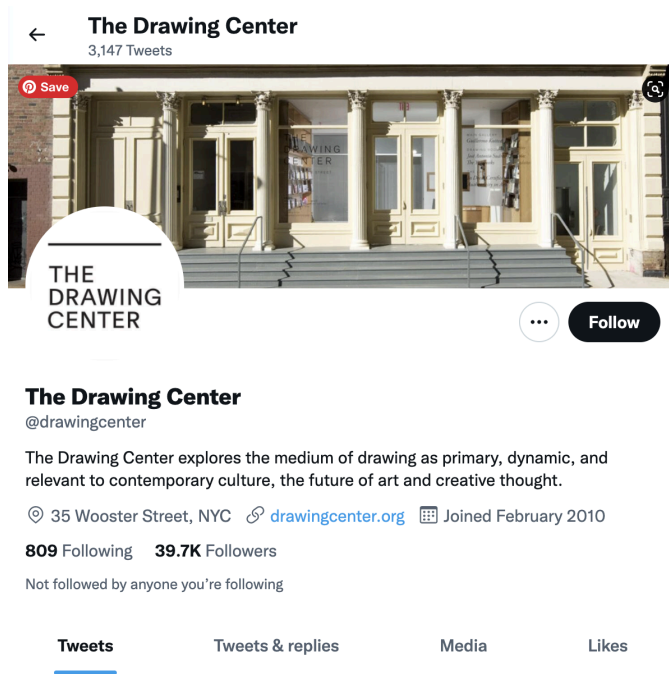 The Drawing Center
3,147 Tweets
Save
DRAWING
CENTER
THE
DRAWING
CENTER
Follow
The Drawing Center
@drawingcenter
The Drawing Center explores the medium of drawing as primary, dynamic, and
relevant to contemporary culture, the future of art and creative thought.
35 Wooster Street, NYC drawingcenter.org Joined February 2010
809 Following 39.7K Followers
Not followed by anyone you're following
Tweets Tweets & replies Media Likes